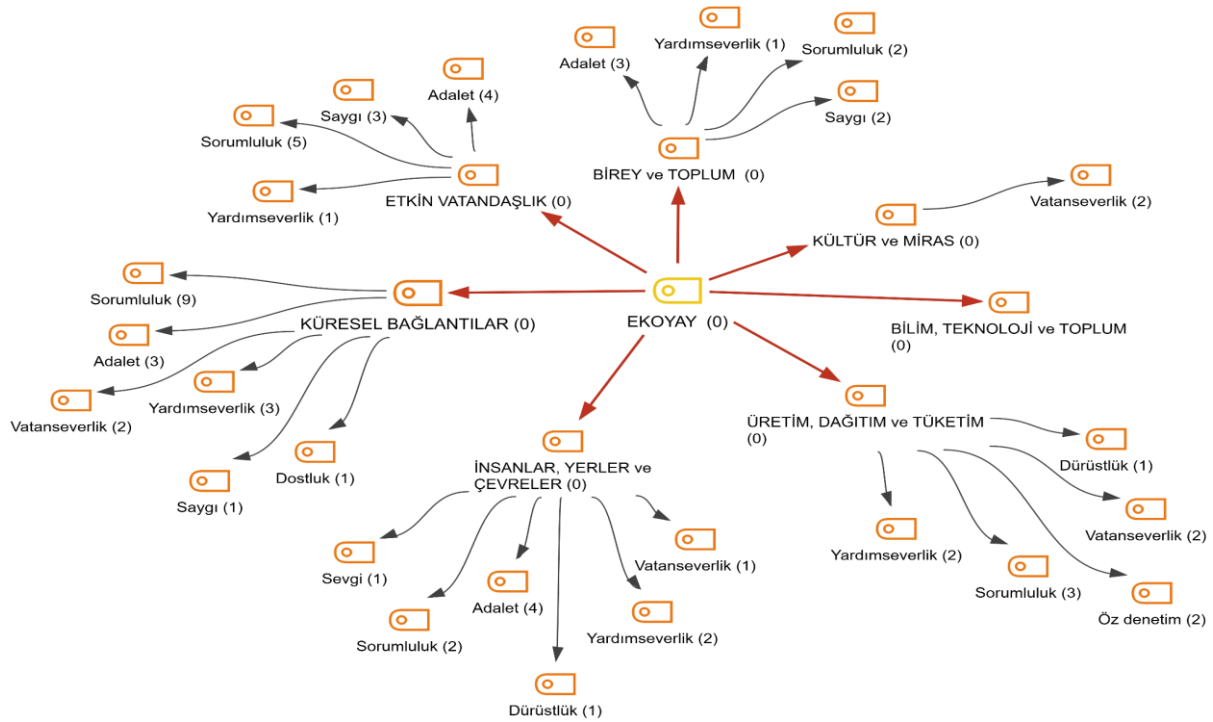 Yardımseverlik (1)
Sorumluluk (2)
Adalet (3)
Saygı (2)
BİREY ve TOPLUM  (0)
Adalet (4)
Saygı (3)
Sorumluluk (5)
Yardımseverlik (1)
ETKİN VATANDAŞLIK (0)
Vatanseverlik (2)
KÜLTÜR ve MİRAS (0)
EKOYAY  (0)
BİLİM, TEKNOLOJİ ve TOPLUM
(0)
Sorumluluk (9)
KÜRESEL BAĞLANTILAR (0)
Adalet (3)
Vatanseverlik (2)
Yardımseverlik (3)
Saygı (1)
Dostluk (1)
ÜRETİM, DAĞITIM ve TÜKETİM
(0)
Dürüstlük (1)
Vatanseverlik (2)
Yardımseverlik (2)
Sorumluluk (3)
Öz denetim (2)
İNSANLAR, YERLER ve
ÇEVRELER (0)
Sevgi (1)
Sorumluluk (2)
Adalet (4)
Dürüstlük (1)
Yardımseverlik (2)
Vatanseverlik (1)